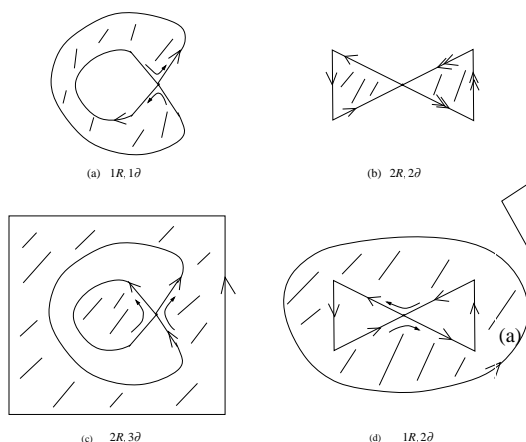 (a) 1R, 1∂
(b) 2R, 2∂
(a)
(c) 2R, 3∂
(d) 1R, 2∂